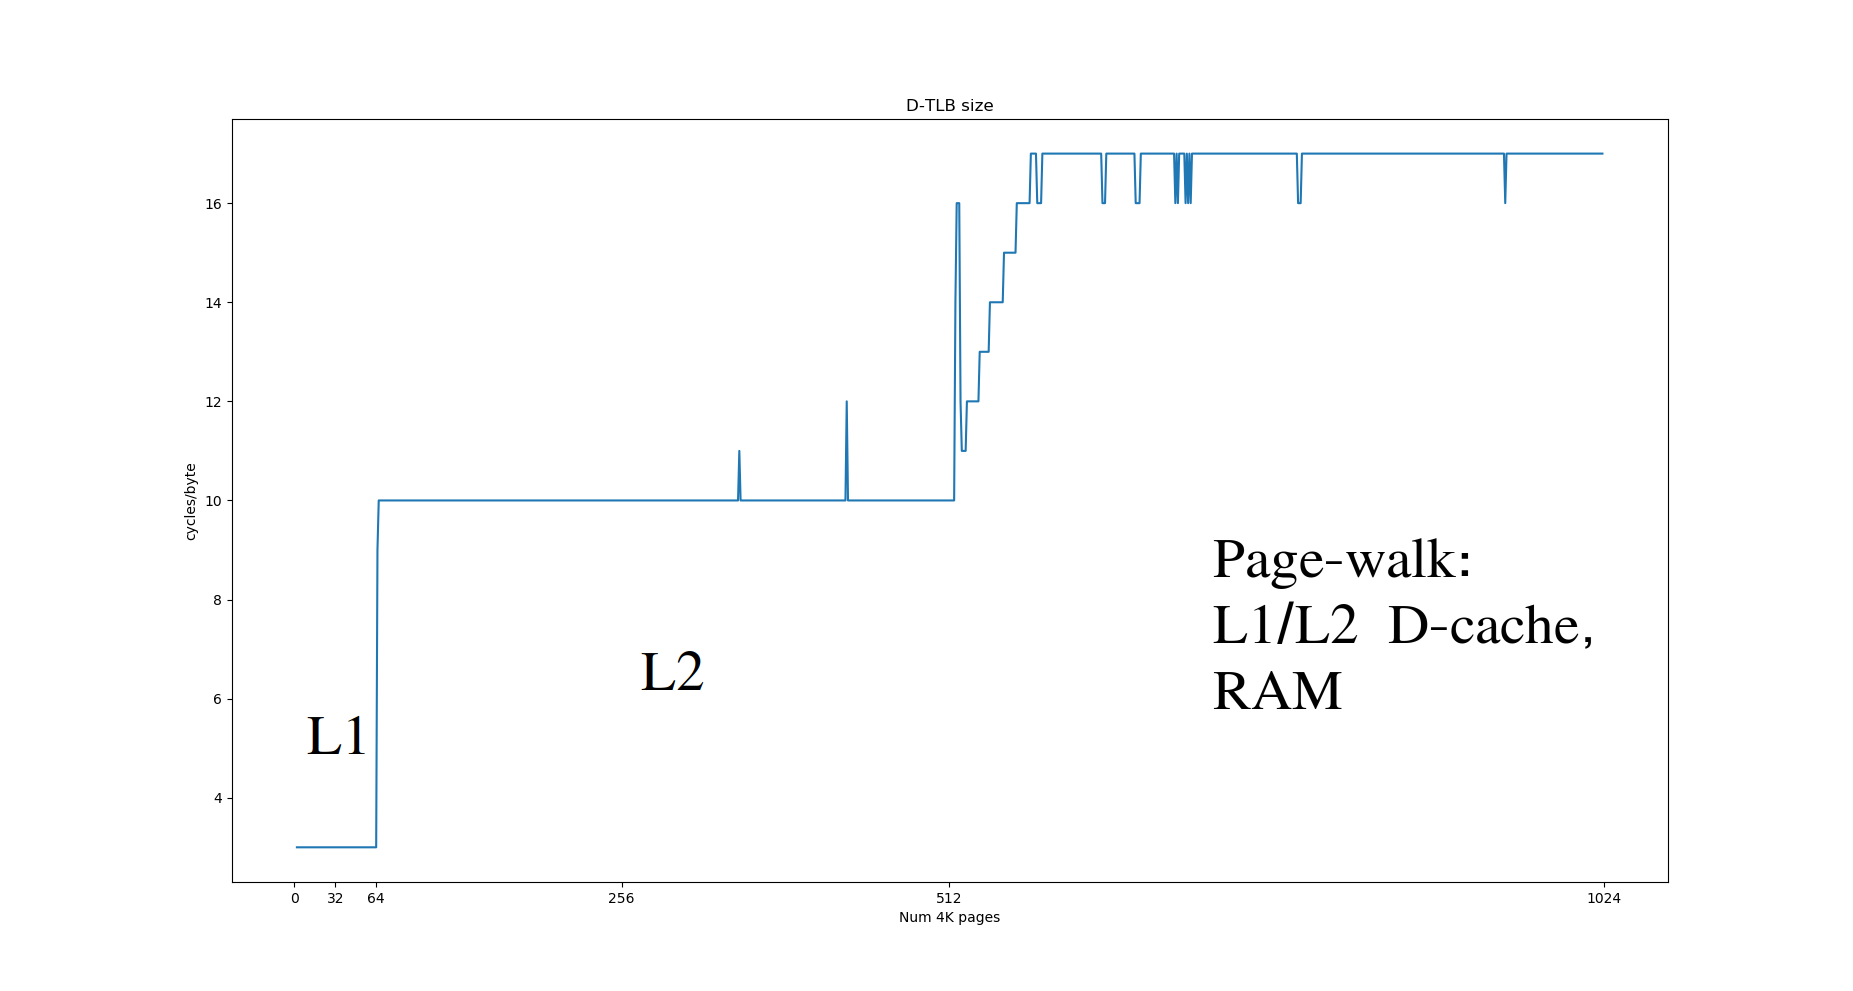 D-TLB size
cycles/byte
16
14
12
10
8
6
4
L1
L2
Page-walk:
L1/L2 D-cache,
RAM
0 32 64 256 512 1024
Num 4K pages